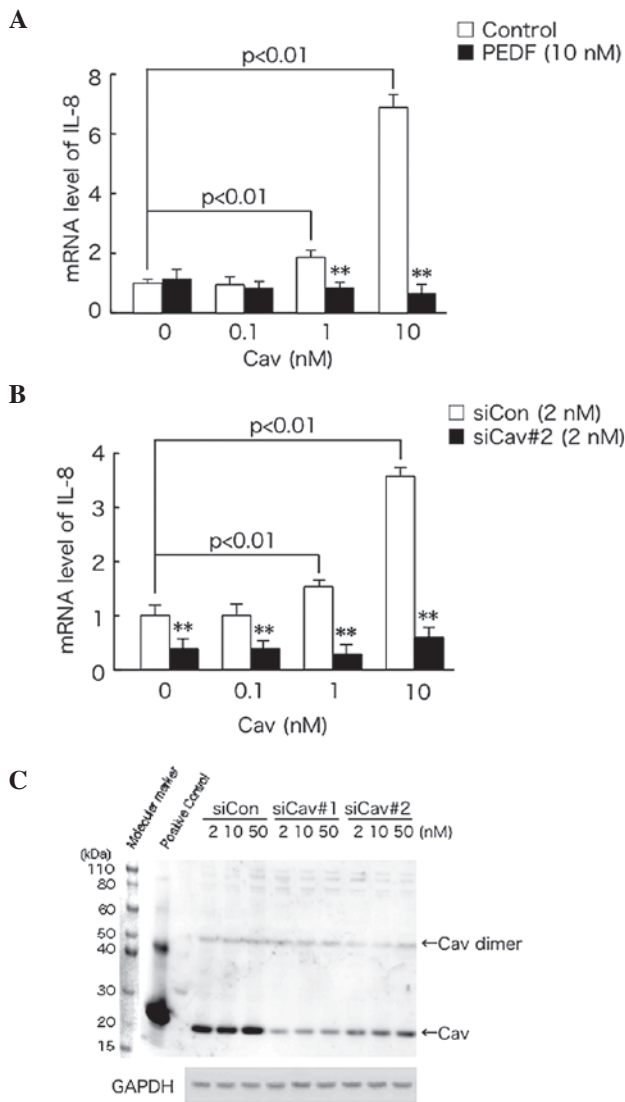 A
Control
PEDF (10 nM)
p<0.01
p<0.01
mRNA level of IL-8
8
6
4
2
0
** **
0 0.1 1 10
Cav (nM)
B
siCon (2 nM)
siCav#2 (2 nM)
p<0.01
p<0.01
mRNA level of IL-8
4
3
2
1
0
** ** ** **
0 0.1 1 10
Cav (nM)
C
Molecular marker
Positive Control
siCon siCav#1 siCav#2
2 10 50 2 10 50 2 10 50 (nM)
(kDa)
110
80
60
50
40
30
20
15
←Cav dimer
←Cav
GAPDH